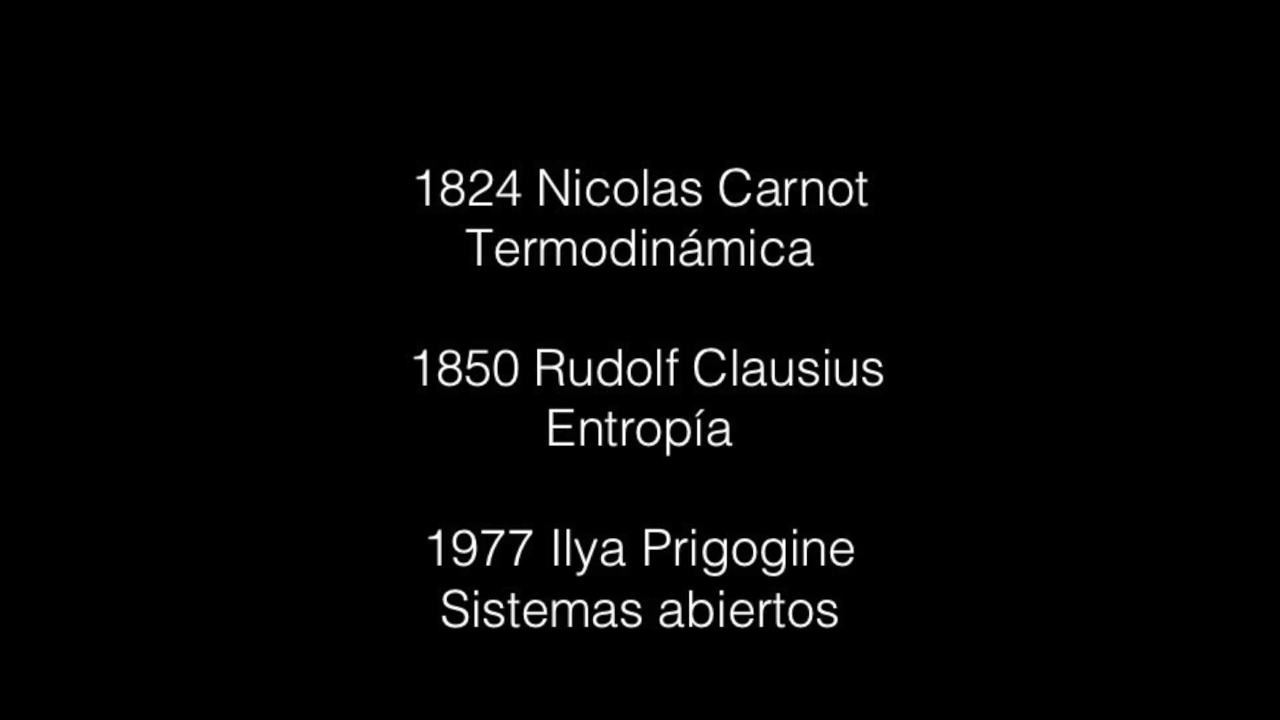 1824 Nicolas Carnot
Termodinámica
1850 Rudolf Clausius
Entropía
1977 Ilya Prigogine
Sistemas abiertos